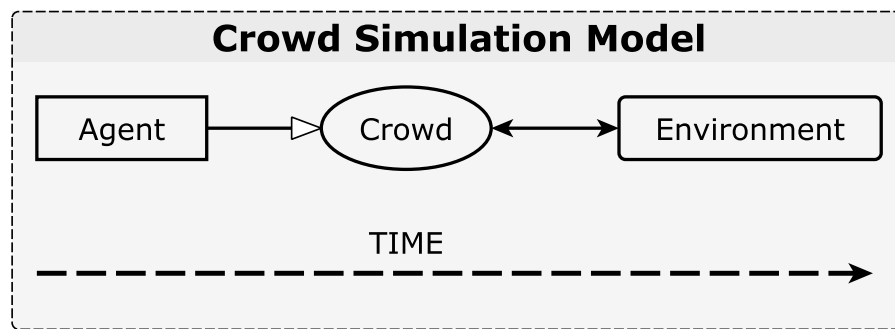 Crowd Simulation Model
Agent
Crowd
Environment
TIME